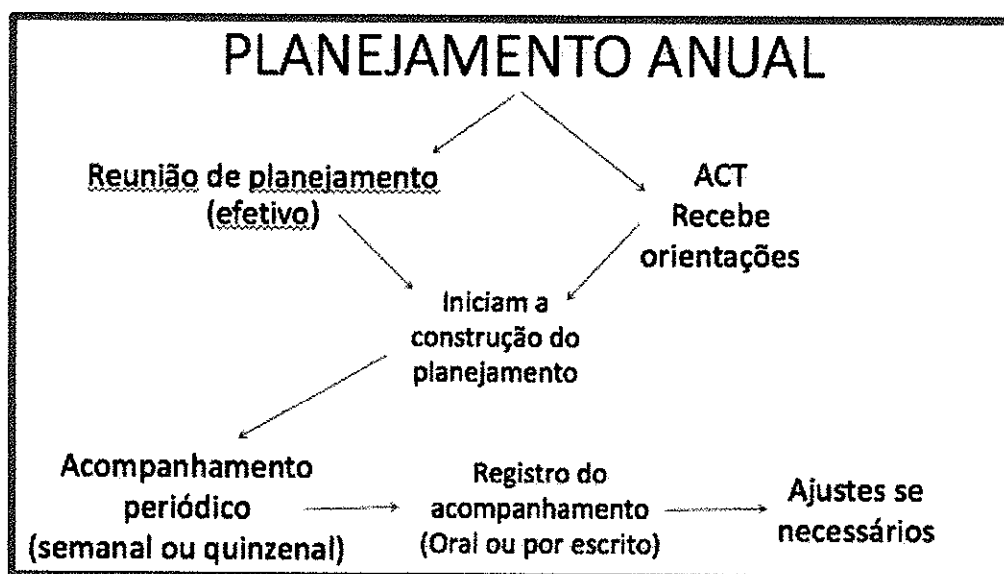 PLANEJAMENTO ANUAL
Reunião de planejamento
(efetivo)
ACT
Recebe
orientações
Iniciam a
construção do
planejamento
Acompanhamento
periódico
(semanal ou quinzenal)
Registro do
acompanhamento
(Oral ou por escrito)
Ajustes se
necessários